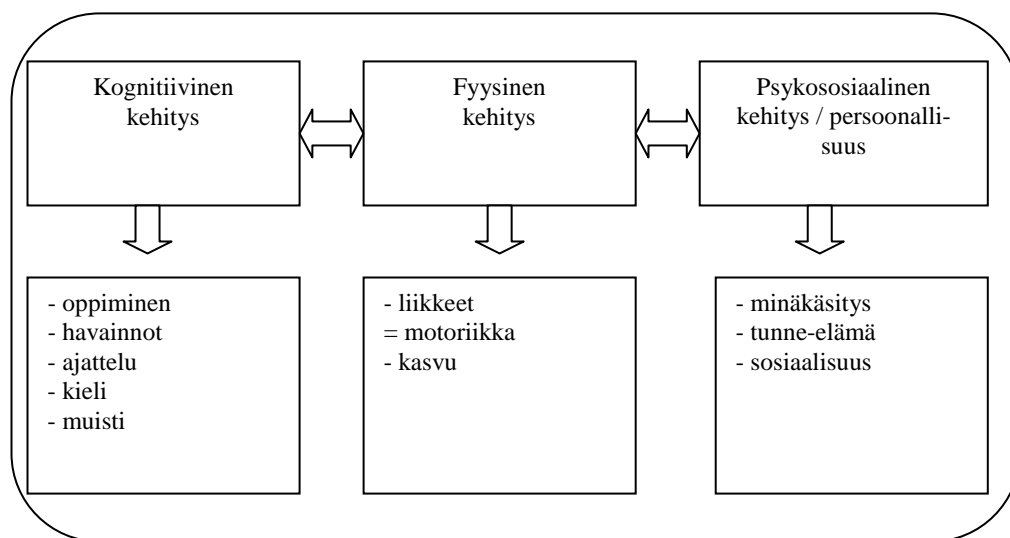 Kognitiivinen
kehitys
Fyysinen
kehitys
Psykososiaalinen
kehitys / persoonalli-
suus
- oppiminen
- havainnot
- ajattelu
- kieli
- muisti
- liikkeet
= motoriikka
- kasvu
- minäkäsitys
- tunne-elämä
- sosiaalisuus